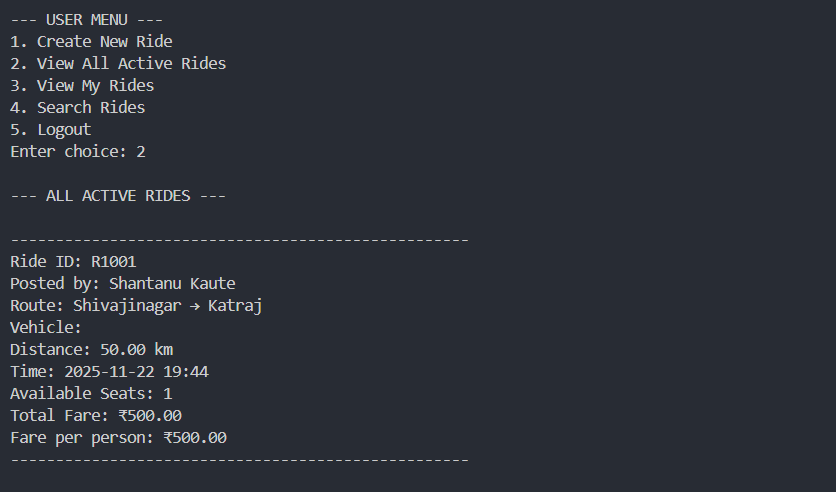 --- USER MENU ---
1. Create New Ride
2. View All Active Rides
3. View My Rides
4. Search Rides
5. Logout
Enter choice: 2
--- ALL ACTIVE RIDES ---
---------------------------------------------------
Ride ID: R1001
Posted by: Shantanu Kaute
Route: Shivajinagar → Katraj
Vehicle:
Distance: 50.00 km
Time: 2025-11-22 19:44
Available Seats: 1
Total Fare: ₹500.00
Fare per person: ₹500.00
---------------------------------------------------